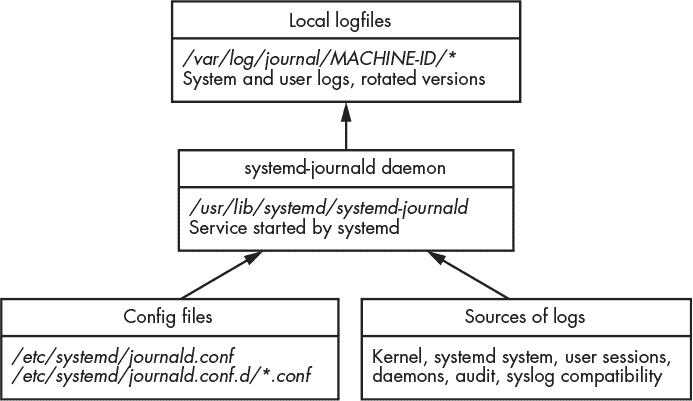 Local logfiles
/var/log/journal/MACHINE-ID/*
System and user logs, rotated versions
systemd-journald daemon
/usr/lib/systemd/systemd-journald
Service started by systemd
Config files
/etc/systemd/journald.conf
/etc/systemd/journald.conf.d/*.conf
Sources of logs
Kernel, systemd system, user sessions,
daemons, audit, syslog compatibility